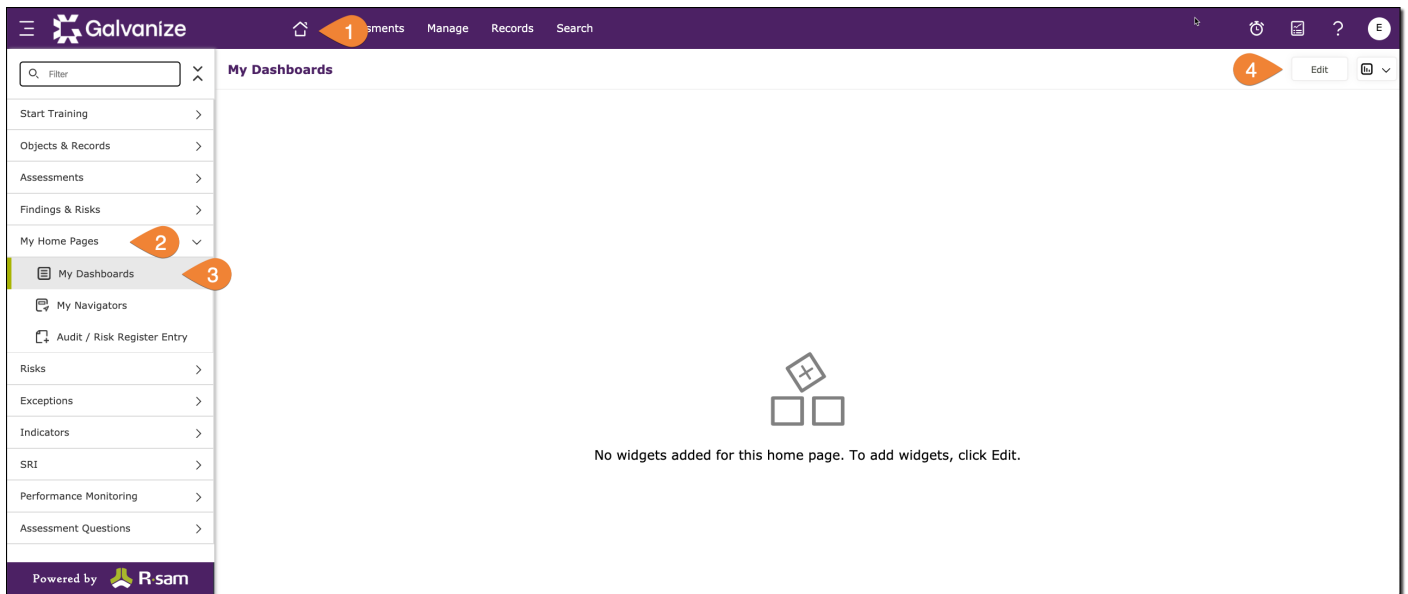 Galvanize
1
sments
Manage
Records
Search
?
E
Filter
My Dashboards
4
Edit
Start Training
Objects & Records
Assessments
Findings & Risks
My Home Pages
2
My Dashboards
3
My Navigators
Audit / Risk Register Entry
Risks
Exceptions
Indicators
SRI
Performance Monitoring
Assessment Questions
No widgets added for this home page. To add widgets, click Edit.
Powered by R·sam